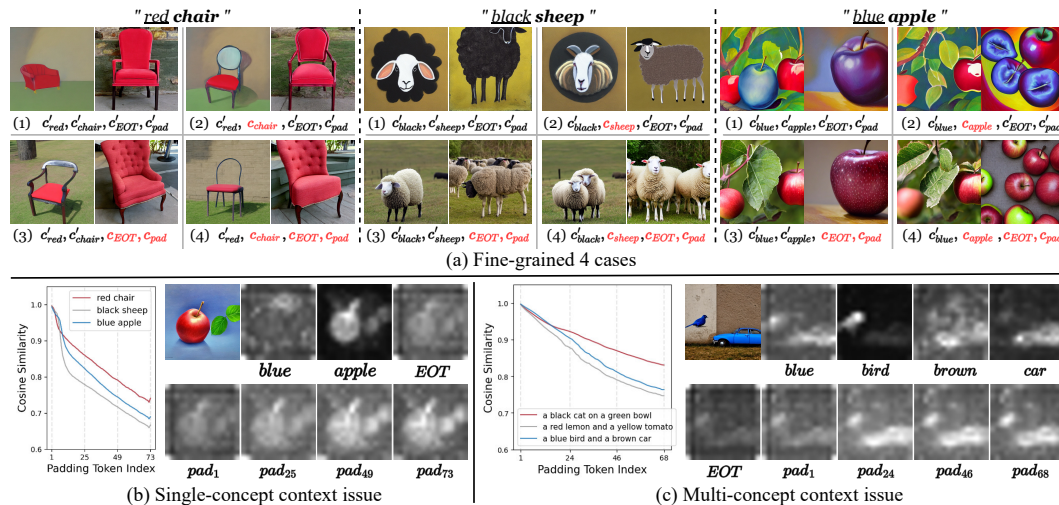 " red chair "
" black sheep "
" blue apple "
(1) c′red, c′chair, c′EOT, c′pad
(2) c′red, cchair, c′EOT, c′pad
(1) c′black, c′sheep, c′EOT, c′pad
(2) c′black, csheep, c′EOT, c′pad
(1) c′blue, c′apple, c′EOT, c′pad
(2) c′blue, capple, c′EOT, c′pad
(3) c′red, c′chair, cEOT, cpad
(4) c′red, cchair, cEOT, cpad
(3) c′black, c′sheep, cEOT, cpad
(4) c′black, csheep, cEOT, cpad
(3) c′blue, c′apple, cEOT, cpad
(4) c′blue, capple, cEOT, cpad
(a) Fine-grained 4 cases
Cosine Similarity
1.0
0.9
0.8
0.7
0.6
red chair
black sheep
blue apple
1 25 49 73
Padding Token Index
blue apple EOT
pad1 pad25 pad49 pad73
(b) Single-concept context issue
Cosine Similarity
1.0
0.9
0.8
0.7
0.6
a black cat on a green bowl
a red lemon and a yellow tomato
a blue bird and a brown car
1 24 46 68
Padding Token Index
blue bird brown car
EOT pad1 pad24 pad46 pad68
(c) Multi-concept context issue